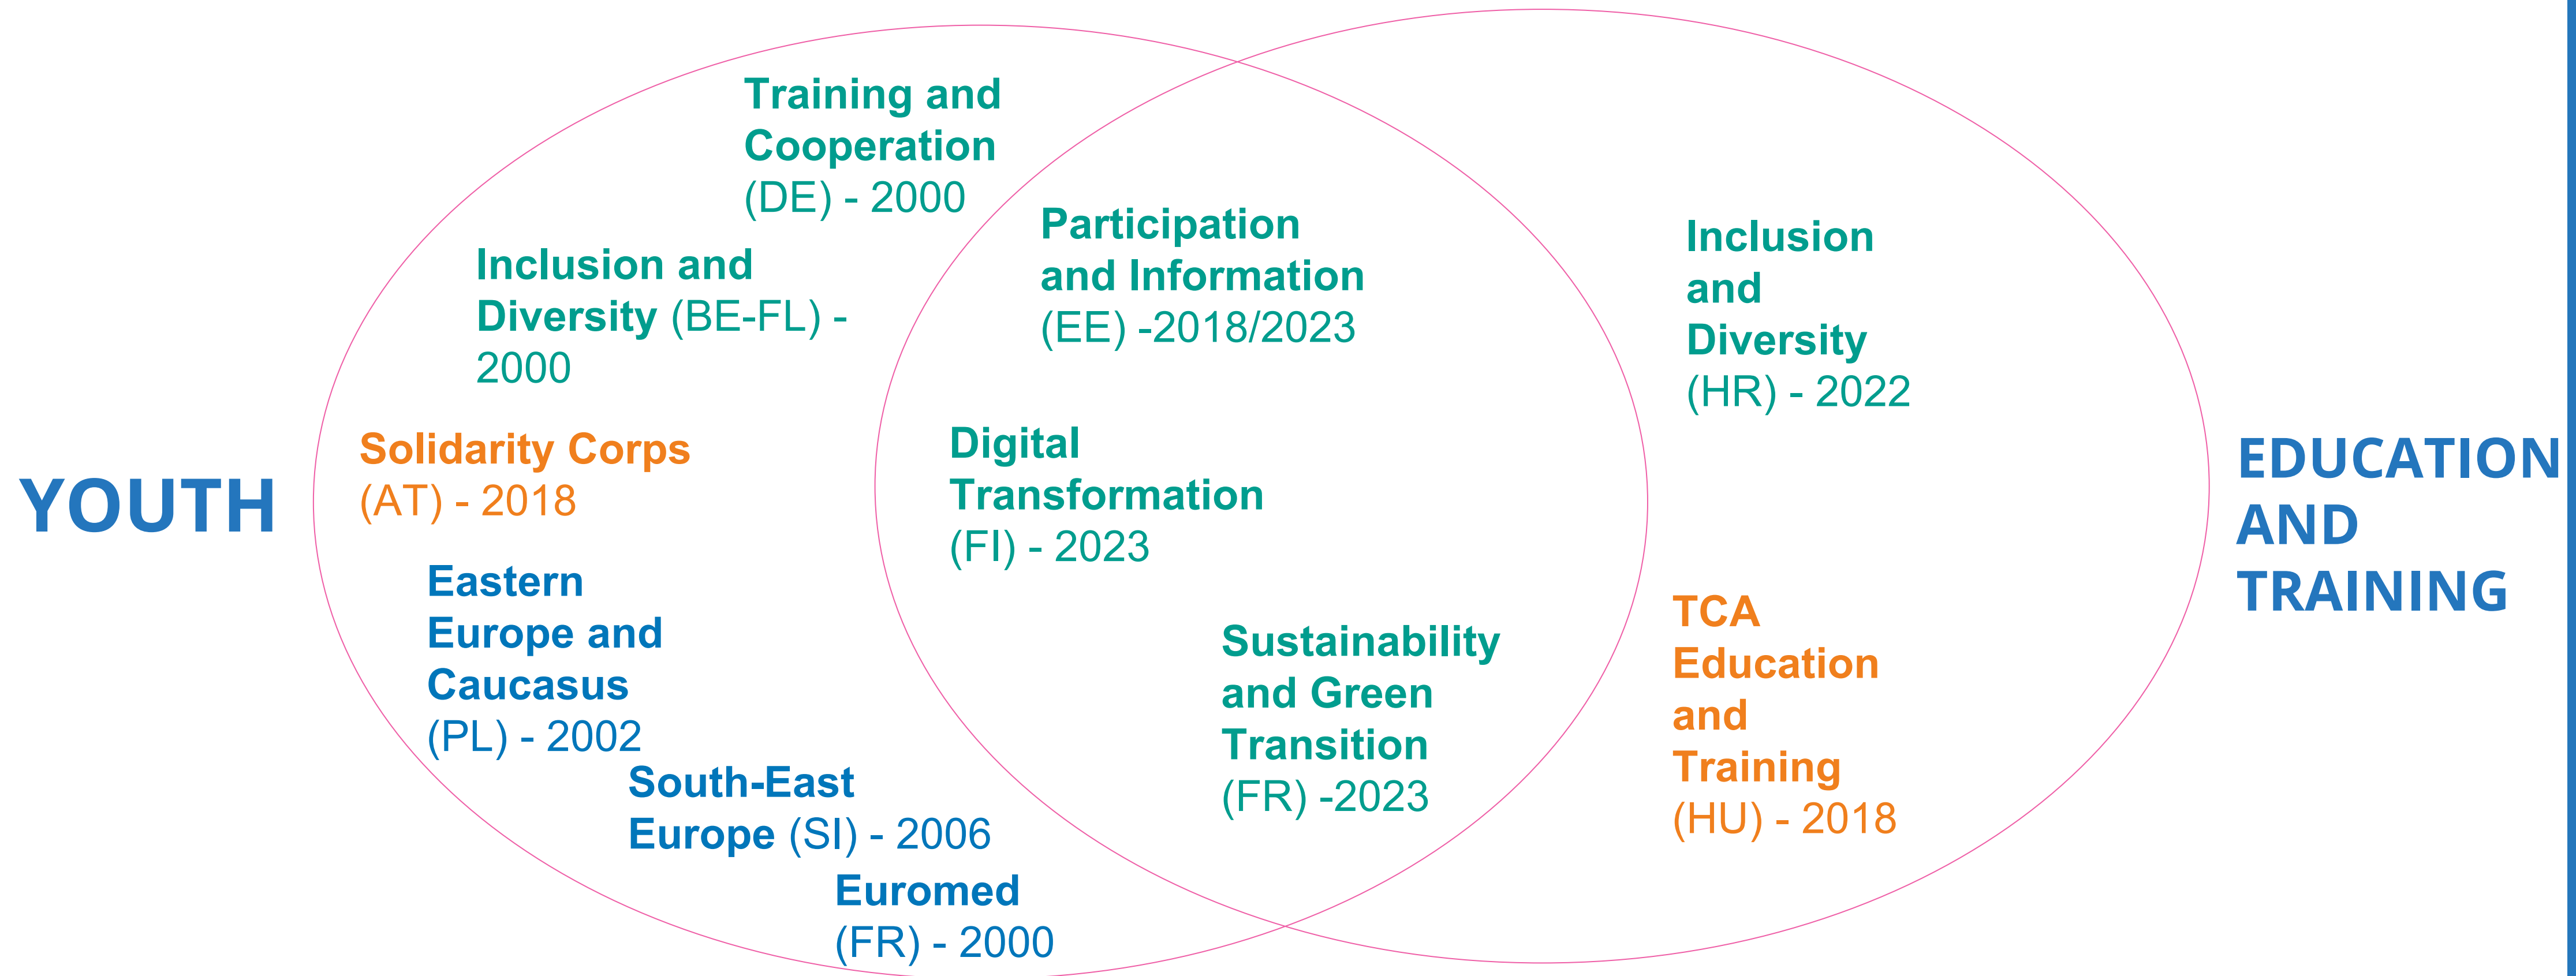 YOUTH
Training and
Cooperation
(DE) - 2000
Inclusion and
Diversity (BE-FL) -
2000
Solidarity Corps
(AT) - 2018
Eastern
Europe and
Caucasus
(PL) - 2002
South-East
Europe (SI) - 2006
Euromed
(FR) - 2000
Participation
and Information
(EE) -2018/2023
Digital
Transformation
(FI) - 2023
Sustainability
and Green
Transition
(FR) -2023
Inclusion
and
Diversity
(HR) - 2022
TCA
Education
and
Training
(HU) - 2018
EDUCATION
AND
TRAINING